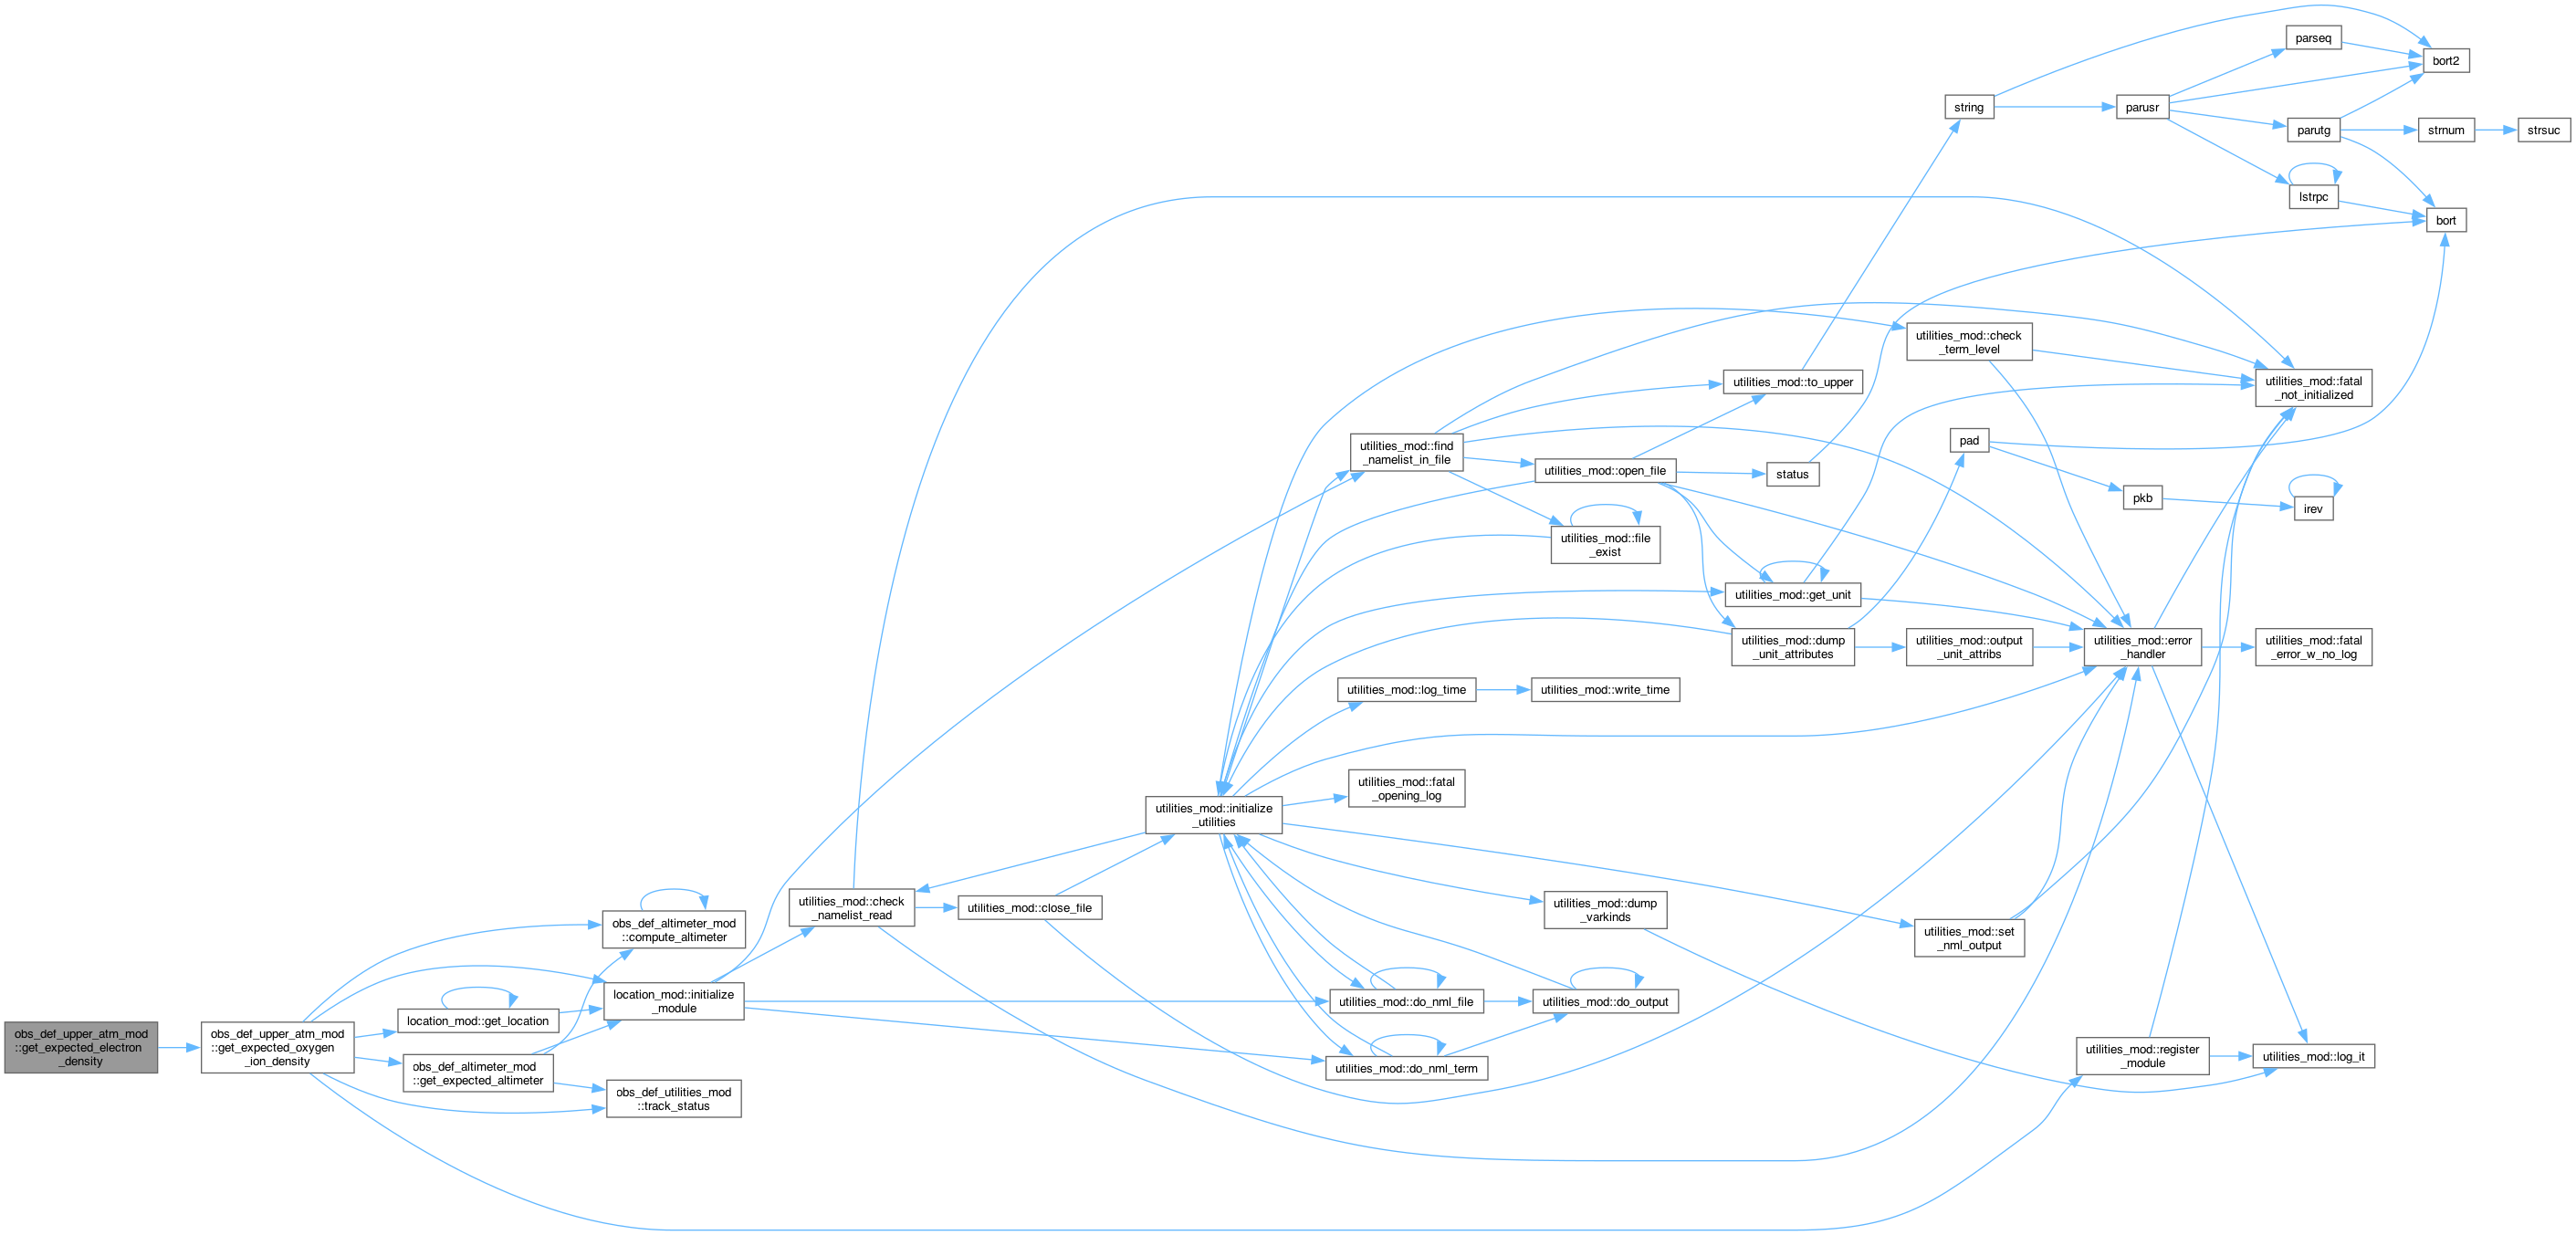 parseq
bort2
string
parusr
parutg
strnum
strsuc
lstrpc
bort
utilities_mod::check
_term_level
utilities_mod::to_upper
utilities_mod::fatal
_not_initialized
utilities_mod::find
_namelist_in_file
pad
utilities_mod::open_file
status
pkb
irev
utilities_mod::file
_exist
utilities_mod::get_unit
utilities_mod::dump
_unit_attributes
utilities_mod::output
_unit_attribs
utilities_mod::error
_handler
utilities_mod::fatal
_error_w_no_log
utilities_mod::log_time
utilities_mod::write_time
utilities_mod::fatal
_opening_log
utilities_mod::initialize
_utilities
utilities_mod::check
_namelist_read
utilities_mod::close_file
utilities_mod::dump
_varkinds
utilities_mod::set
_nml_output
obs_def_altimeter_mod
::compute_altimeter
location_mod::initialize
_module
utilities_mod::do_nml_file
utilities_mod::do_output
location_mod::get_location
obs_def_upper_atm_mod
::get_expected_electron
_density
obs_def_upper_atm_mod
::get_expected_oxygen
_ion_density
obs_def_altimeter_mod
::get_expected_altimeter
utilities_mod::do_nml_term
utilities_mod::register
_module
utilities_mod::log_it
obs_def_utilities_mod
::track_status